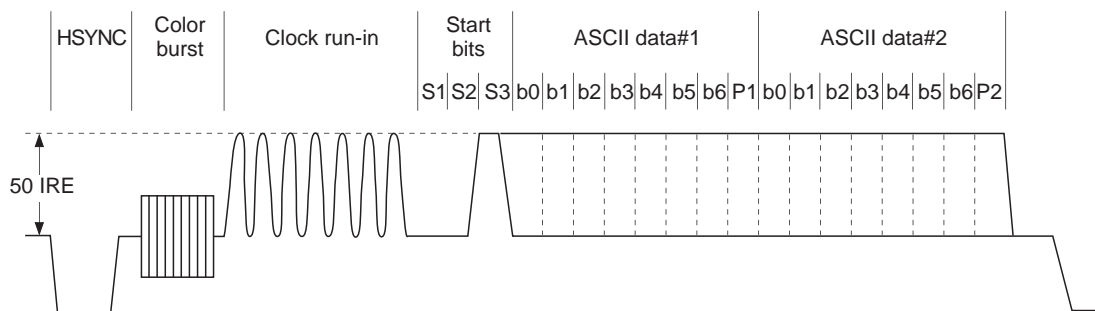 HSYNC Color burst Clock run-in Start bits ASCII data#1 ASCII data#2
S1 S2 S3 b0 b1 b2 b3 b4 b5 b6 P1 b0 b1 b2 b3 b4 b5 b6 P2
50 IRE